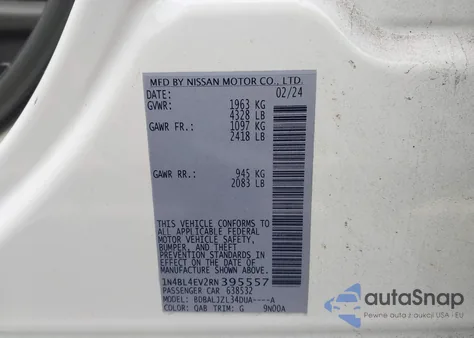 MFD BY NISSAN MOTOR CO., LTD.
DATE: 02/24
GVWR: 1963 KG
4328 LB
GAWR FR.: 1097 KG
2418 LB
GAWR RR.: 945 KG
2083 LB
THIS VEHICLE CONFORMS TO
ALL APPLICABLE FEDERAL
MOTOR VEHICLE SAFETY,
BUMPER, AND THEFT
PREVENTION STANDARDS IN
EFFECT ON THE DATE OF
MANUFACTURE SHOWN ABOVE.
1N4BL4EV2RN395557
PASSENGER CAR 638532
MODEL: BDBALJZL34DUA----A
COLOR: QAB TRIM: G 9N00A
autoSnap
Pewne auta z aukcji USA - EU